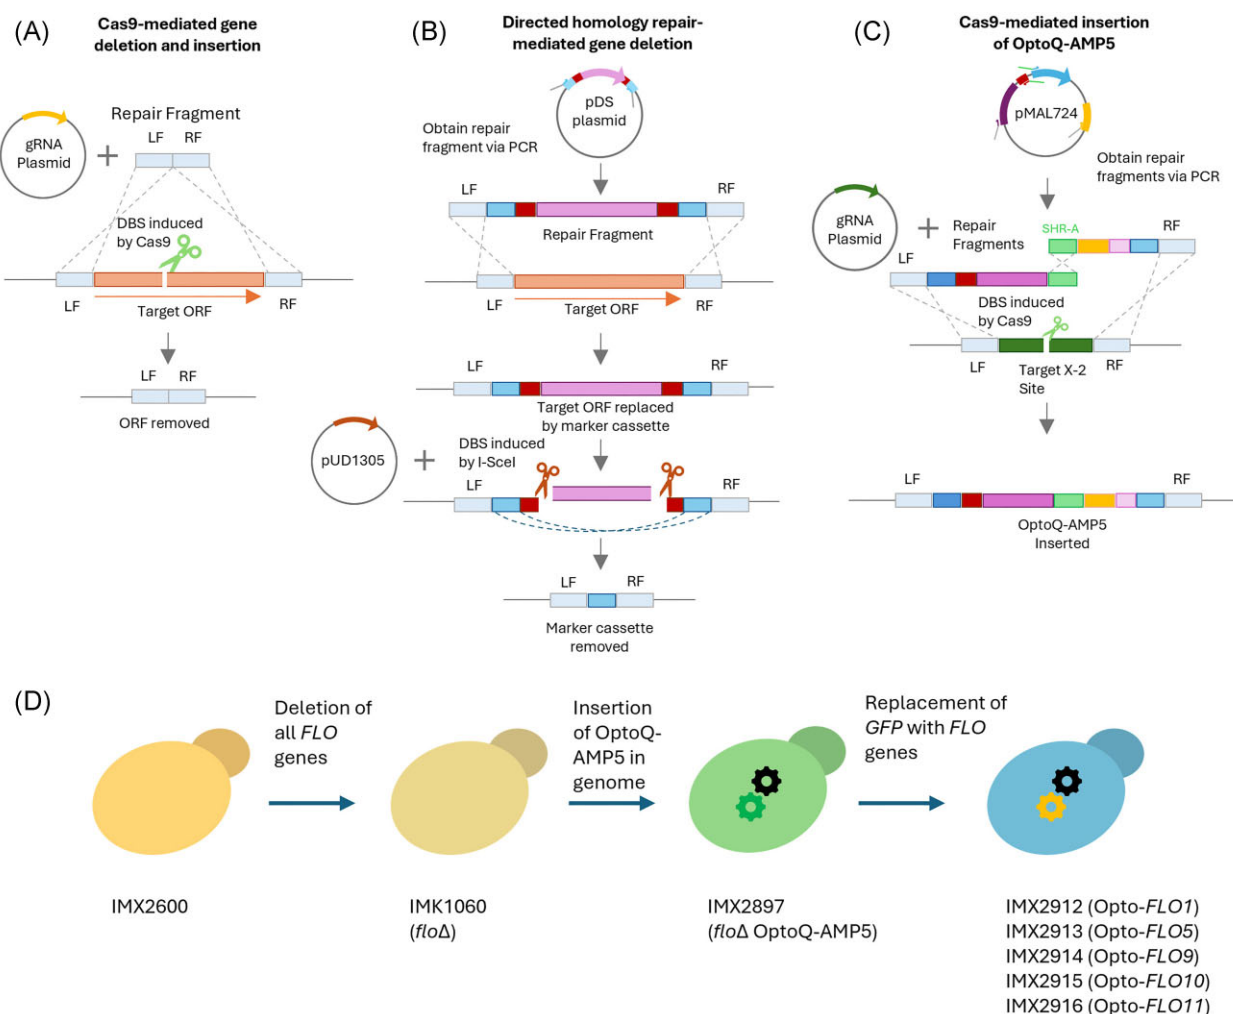 (A)
Cas9-mediated gene
deletion and insertion
gRNA
Plasmid
Repair Fragment
LF RF
DBS induced
by Cas9
LF
Target ORF
RF
LF RF
ORF removed
(B)
Directed homology repair-
mediated gene deletion
pDS
plasmid
Obtain repair
fragment via PCR
LF
RF
Repair Fragment
LF
Target ORF
RF
LF
RF
Target ORF replaced
by marker cassette
pUD1305
DBS induced
by I-SceI
LF
RF
LF
RF
Marker cassette
removed
(C)
Cas9-mediated insertion
of OptoQ-AMP5
pMAL724
Obtain repair
fragments via PCR
gRNA
Plasmid
Repair
Fragments
SHR-A
RF
LF
DBS induced
by Cas9
LF
Target X-2
Site
RF
LF
RF
OptoQ-AMP5
Inserted
(D)
Deletion of
all FLO
genes
Insertion
of OptoQ-
AMP5 in
genome
Replacement of
GFP with FLO
genes
IMX2600
IMK1060
(floΔ)
IMX2897
(floΔ OptoQ-AMP5)
IMX2912 (Opto-FLO1)
IMX2913 (Opto-FLO5)
IMX2914 (Opto-FLO9)
IMX2915 (Opto-FLO10)
IMX2916 (Opto-FLO11)